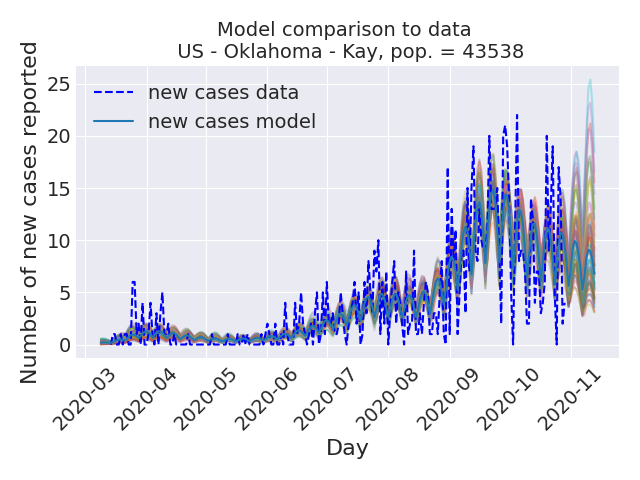 Model comparison to data
US - Oklahoma - Kay, pop. = 43538
Number of new cases reported
25
20
15
10
5
0
new cases data
new cases model
2020-03
2020-04
2020-05
2020-06
2020-07
2020-08
2020-09
2020-10
2020-11
Day